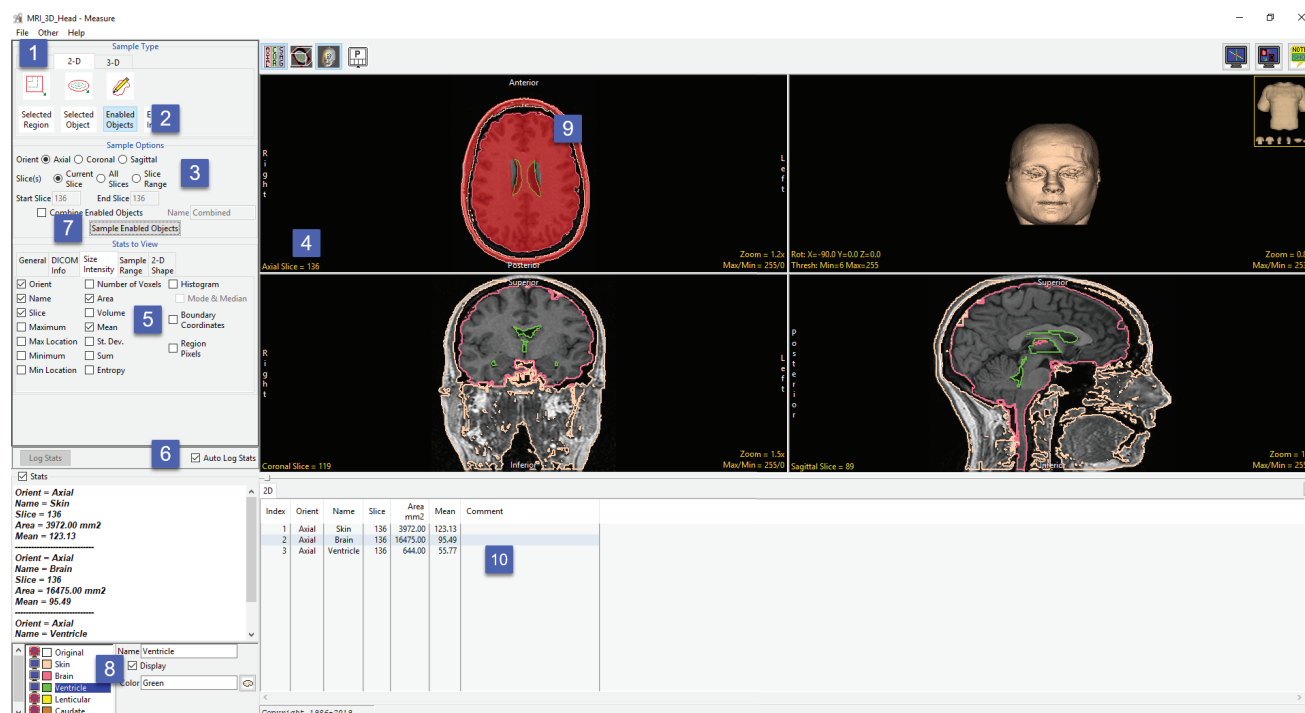 MRI_3D_Head - Measure
File Other Help
Sample Type
1
2-D 3-D
Selected Region
Selected Object
Enabled Objects
2
Sample Options
Orient Axial Coronal Sagittal
Slice(s) Current Slice All Slices Slice Range
3
Start Slice 136 End Slice 136
Combine Enabled Objects Name Combined
7
Sample Enabled Objects
Stats to View
General
DICOM Info
Size Intensity
Sample Range
2-D Shape
Orient Number of Voxels Histogram
Name Area Mode & Median
Slice Volume Boundary Coordinates
Maximum Mean
5
Max Location St. Dev. Region Pixels
Minimum Sum
Min Location Entropy
6
Log Stats Auto Log Stats
P
NOTE
Anterior
9
Right
Left
4
Axial Slice = 136
Posterior
Zoom = 1.2x
Max/Min = 255/0
Rot: X=-90.0 Y=0.0 Z=0.0
Thresh: Min=6 Max=255
Superior
Right
Left
Coronal Slice = 119
Inferior
Zoom = 1.5x
Max/Min = 255/0
Superior
Posterior
Sagittal Slice = 89
Inferior
Stats
Orient = Axial
Name = Skin
Slice = 136
Area = 3972.00 mm2
Mean = 123.13
----------------------------
Orient = Axial
Name = Brain
Slice = 136
Area = 16475.00 mm2
Mean = 95.49
----------------------------
Orient = Axial
Name = Ventricle
2D
Index Orient Name Slice Area mm2 Mean Comment
1 Axial Skin 136 3972.00 123.13
2 Axial Brain 136 16475.00 95.49
3 Axial Ventricle 136 644.00 55.77
10
Original
Skin
Brain
Ventricle
Lenticular
Caudate
8
Name Ventricle
Display
Color Green
Copyright 1986-2019